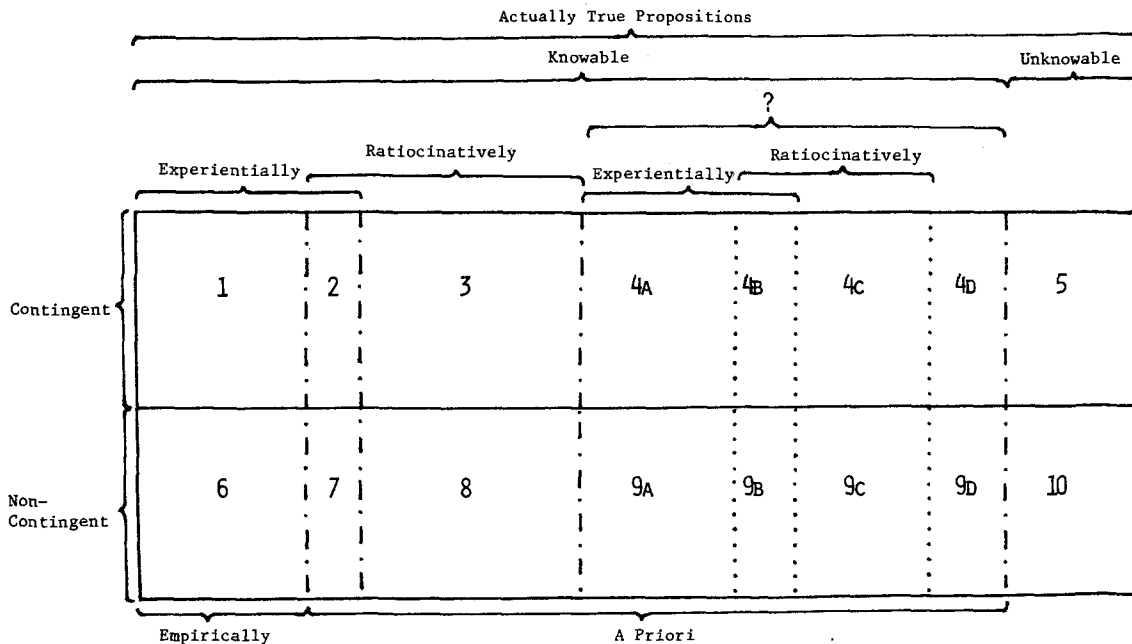 Actually True Propositions
Knowable Unknowable
?
Ratiocinatively Ratiocinatively
Experientially Experientially
1 2 3 4A 4B 4C 4D 5
Contingent
6 7 8 9A 9B 9C 9D 10
Non-
Contingent
Empirically A Priori